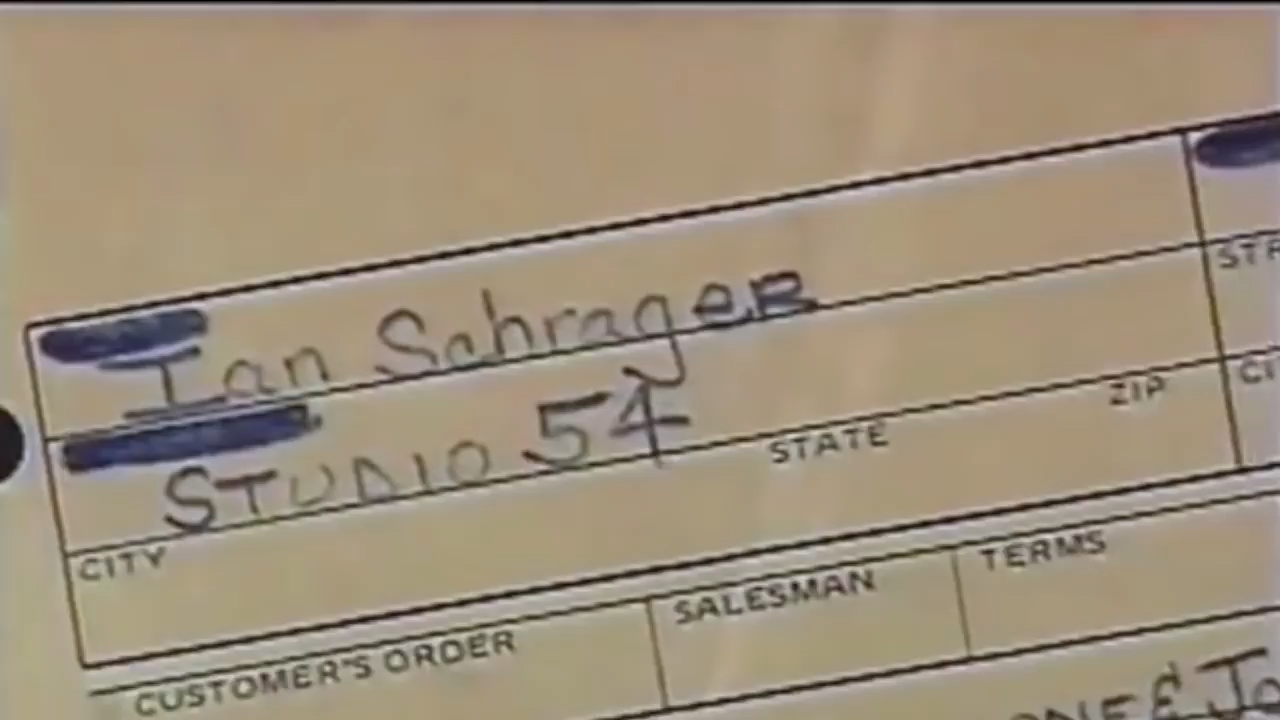 Ian Schrager
STUDIO 54
STATE
ZIP
CITY
CUSTOMER'S ORDER
SALESMAN
TERMS